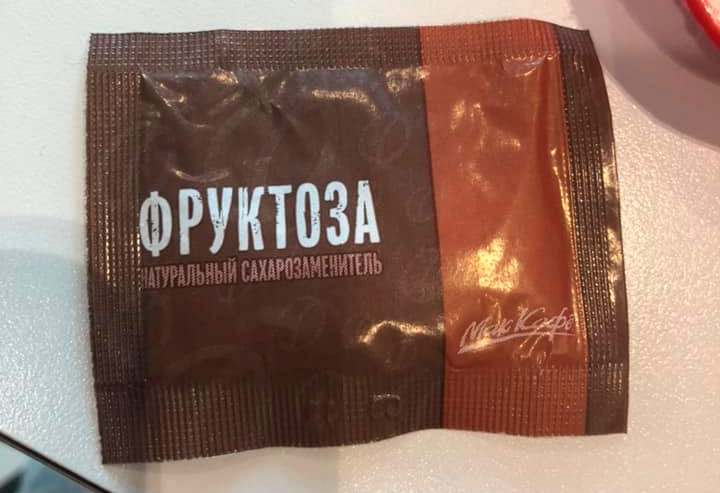 ФРУКТОЗА
НАТУРАЛЬНЫЙ САХАРОЗАМЕНИТЕЛЬ
МакКафе